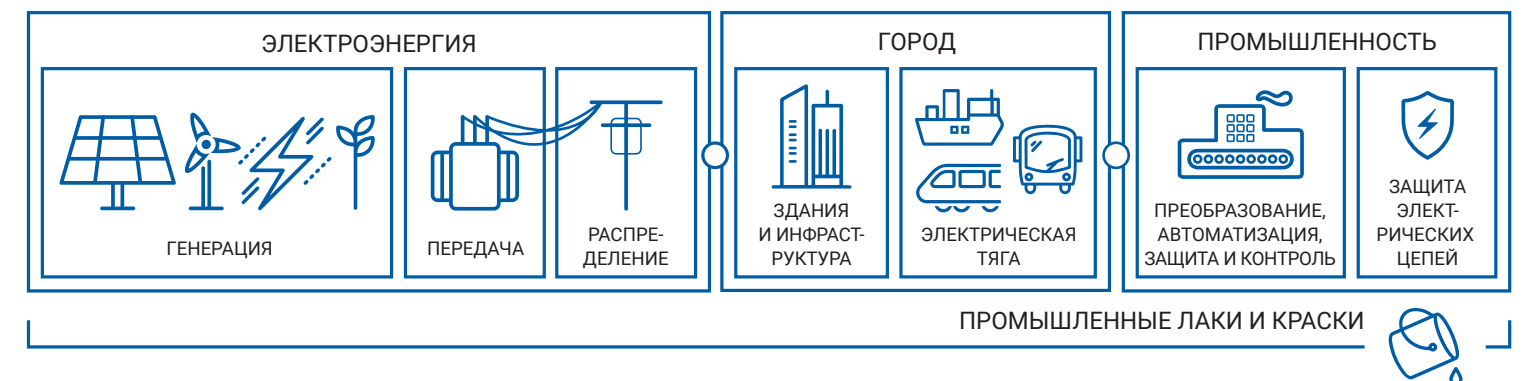 ЭЛЕКТРОЭНЕРГИЯ
ГЕНЕРАЦИЯ
ПЕРЕДАЧА
РАСПРЕ-
ДЕЛЕНИЕ
ГОРОД
ЗДАНИЯ
И ИНФРАСТ-
РУКТУРА
ЭЛЕКТРИЧЕСКАЯ
ТЯГА
ПРОМЫШЛЕННОСТЬ
ПРЕОБРАЗОВАНИЕ,
АВТОМАТИЗАЦИЯ,
ЗАЩИТА И КОНТРОЛЬ
ЗАЩИТА
ЭЛЕКТ-
РИЧЕСКИХ
ЦЕПЕЙ
ПРОМЫШЛЕННЫЕ ЛАКИ И КРАСКИ